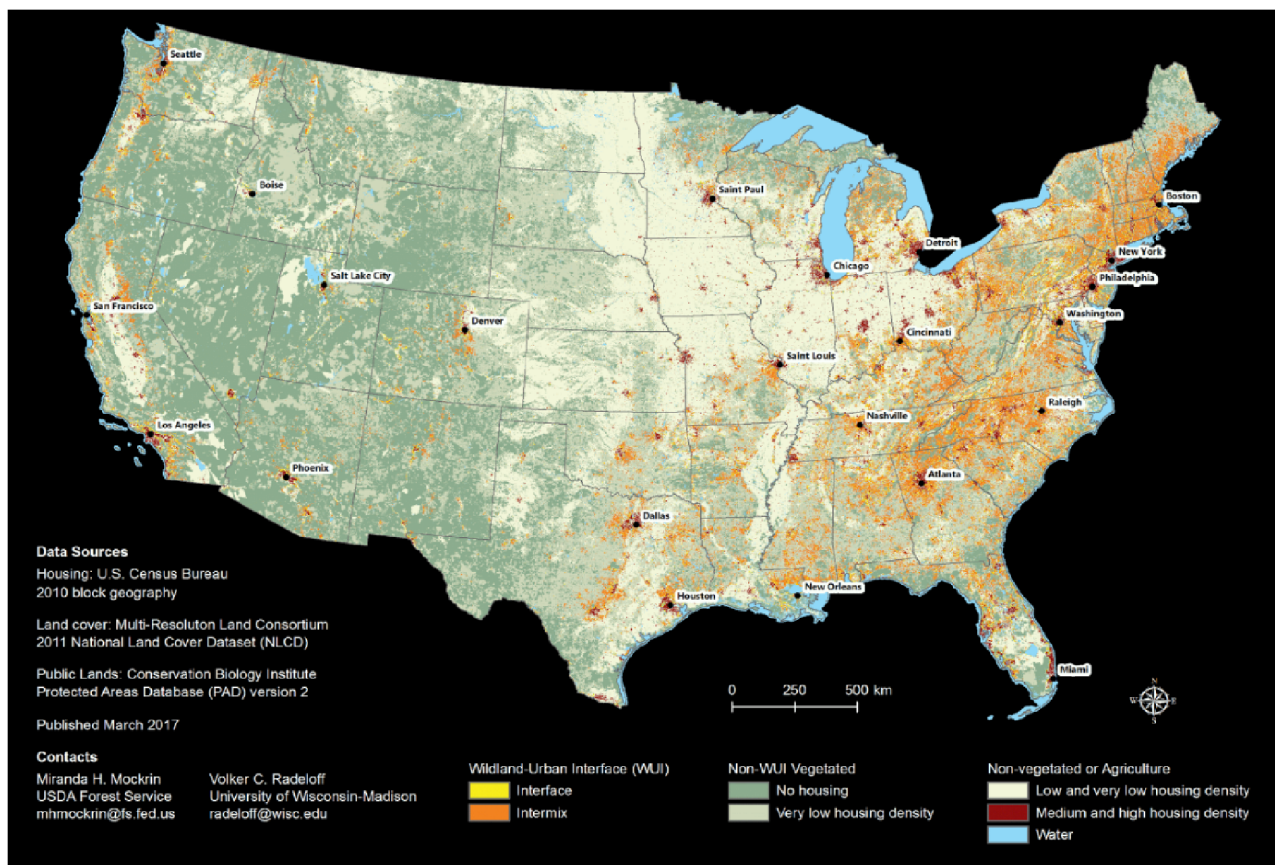 Seattle
Boise
Saint Paul
Boston
Detroit
New York
Chicago
Salt Lake City
Philadelphia
San Francisco
Denver
Washington
Cincinnati
Saint Louis
Raleigh
Nashville
Los Angeles
Phoenix
Atlanta
Dallas
New Orleans
Houston
Miami
Data Sources
Housing: U.S. Census Bureau
2010 block geography
Land cover: Multi-Resoluton Land Consortium
2011 National Land Cover Dataset (NLCD)
Public Lands: Conservation Biology Institute
Protected Areas Database (PAD) version 2
Published March 2017
Contacts
Miranda H. Mockrin
USDA Forest Service
mhmockrin@fs.fed.us
Volker C. Radeloff
University of Wisconsin-Madison
radeloff@wisc.edu
0 250 500 km
N
W E
S
Wildland-Urban Interface (WUI)
Interface
Intermix
Non-WUI Vegetated
No housing
Very low housing density
Non-vegetated or Agriculture
Low and very low housing density
Medium and high housing density
Water